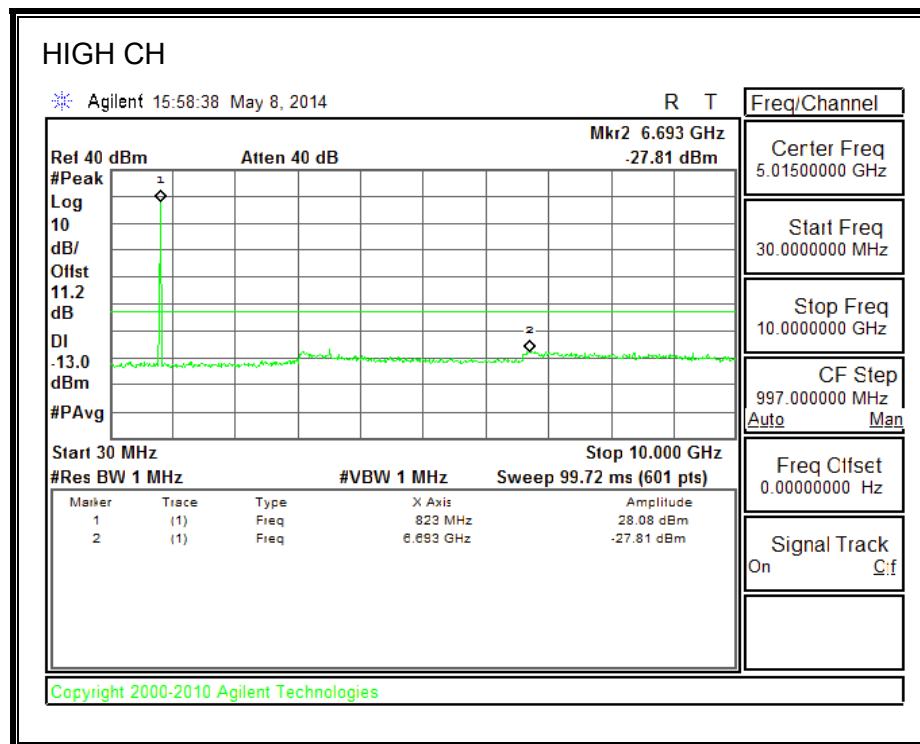 HIGH CH
Agilent 15:58:38 May 8, 2014 R T
Freq/Channel
Mkr2 6.693 GHz
Ref 40 dBm Atten 40 dB -27.81 dBm
#Peak
Log
10
dB/
Offst
11.2
dB
DI
-13.0
dBm
#PAvg
1
2
Start 30 MHz Stop 10.000 GHz
#Res BW 1 MHz #VBW 1 MHz Sweep 99.72 ms (601 pts)
Marker Trace Type X Axis Amplitude
1 (1) Freq 823 MHz 28.08 dBm
2 (1) Freq 6.693 GHz -27.81 dBm
Center Freq
5.01500000 GHz
Start Freq
30.0000000 MHz
Stop Freq
10.0000000 GHz
CF Step
997.000000 MHz
Auto Man
Freq Offset
0.00000000 Hz
Signal Track
On Off
Copyright 2000-2010 Agilent Technologies